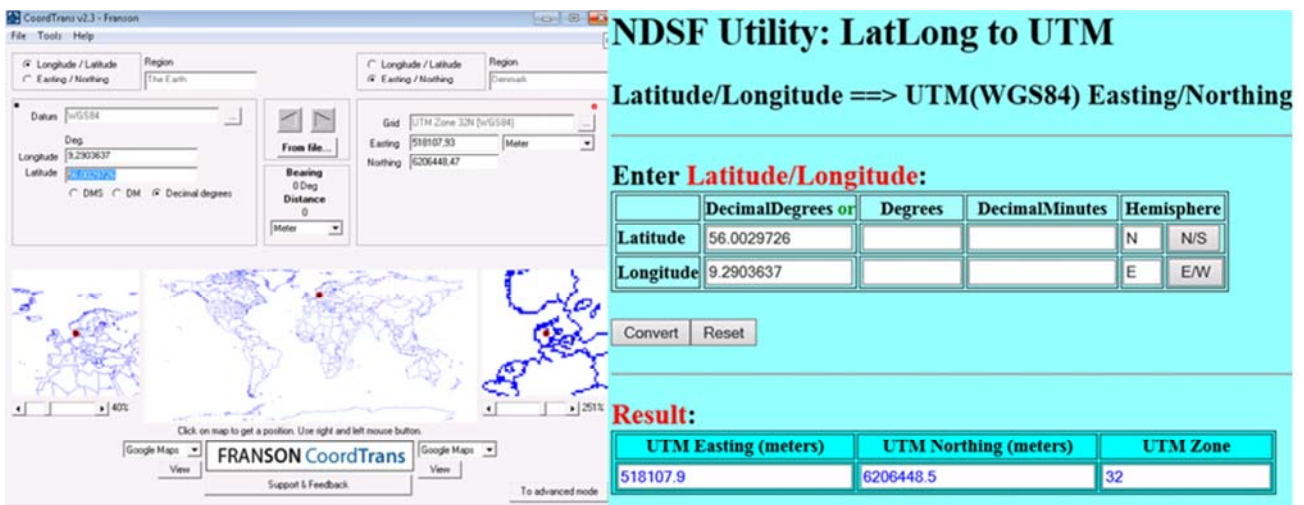 CoordTrans v2.3 - Franson
File Tools Help
Longitude / Latitude
Easting / Northing
Region
The Earth
Longitude / Latitude
Easting / Northing
Region
Denmark
Datum WGS84 ...
Deg.
Longitude 9,2903637
Latitude 56.0029726
DMS DM Decimal degrees
From file...
Bearing
0 Deg
Distance
0
Meter
Grid UTM Zone 32N [WGS84] ...
Easting 518107,93 Meter
Northing 6206448,47
40%
251%
Click on map to get a position. Use right and left mouse button.
Google Maps
View
FRANSON CoordTrans
Support & Feedback
Google Maps
View
To advanced mode
NDSF Utility: LatLong to UTM
Latitude/Longitude ==> UTM(WGS84) Easting/Northing
Enter Latitude/Longitude:
DecimalDegrees or Degrees DecimalMinutes Hemisphere
Latitude 56.0029726 N N/S
Longitude 9.2903637 E E/W
Convert Reset
Result:
UTM Easting (meters) UTM Northing (meters) UTM Zone
518107.9 6206448.5 32